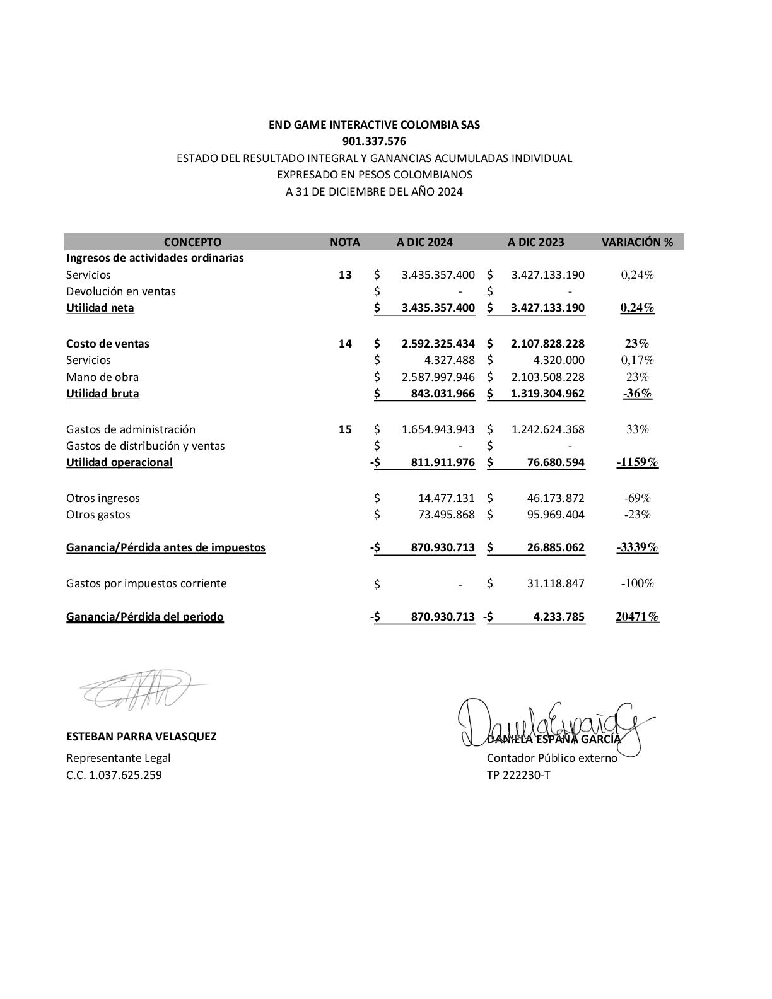 END GAME INTERACTIVE COLOMBIA SAS
901.337.576
ESTADO DEL RESULTADO INTEGRAL Y GANANCIAS ACUMULADAS INDIVIDUAL
EXPRESADO EN PESOS COLOMBIANOS
A 31 DE DICIEMBRE DEL AÑO 2024
CONCEPTO NOTA A DIC 2024 A DIC 2023 VARIACIÓN %
Ingresos de actividades ordinarias
Servicios 13 $ 3.435.357.400 $ 3.427.133.190 0,24%
Devolución en ventas $ - $ -
Utilidad neta $ 3.435.357.400 $ 3.427.133.190 0,24%
Costo de ventas 14 $ 2.592.325.434 $ 2.107.828.228 23%
Servicios $ 4.327.488 $ 4.320.000 0,17%
Mano de obra $ 2.587.997.946 $ 2.103.508.228 23%
Utilidad bruta $ 843.031.966 $ 1.319.304.962 -36%
Gastos de administración 15 $ 1.654.943.943 $ 1.242.624.368 33%
Gastos de distribución y ventas $ - $ -
Utilidad operacional -$ 811.911.976 $ 76.680.594 -1159%
Otros ingresos $ 14.477.131 $ 46.173.872 -69%
Otros gastos $ 73.495.868 $ 95.969.404 -23%
Ganancia/Pérdida antes de impuestos -$ 870.930.713 $ 26.885.062 -3339%
Gastos por impuestos corriente $ - $ 31.118.847 -100%
Ganancia/Pérdida del periodo -$ 870.930.713 -$ 4.233.785 20471%
Daniela España G
ESTEBAN PARRA VELASQUEZ DANIELA ESPAÑA GARCÍA
Representante Legal Contador Público externo
C.C. 1.037.625.259 TP 222230-T